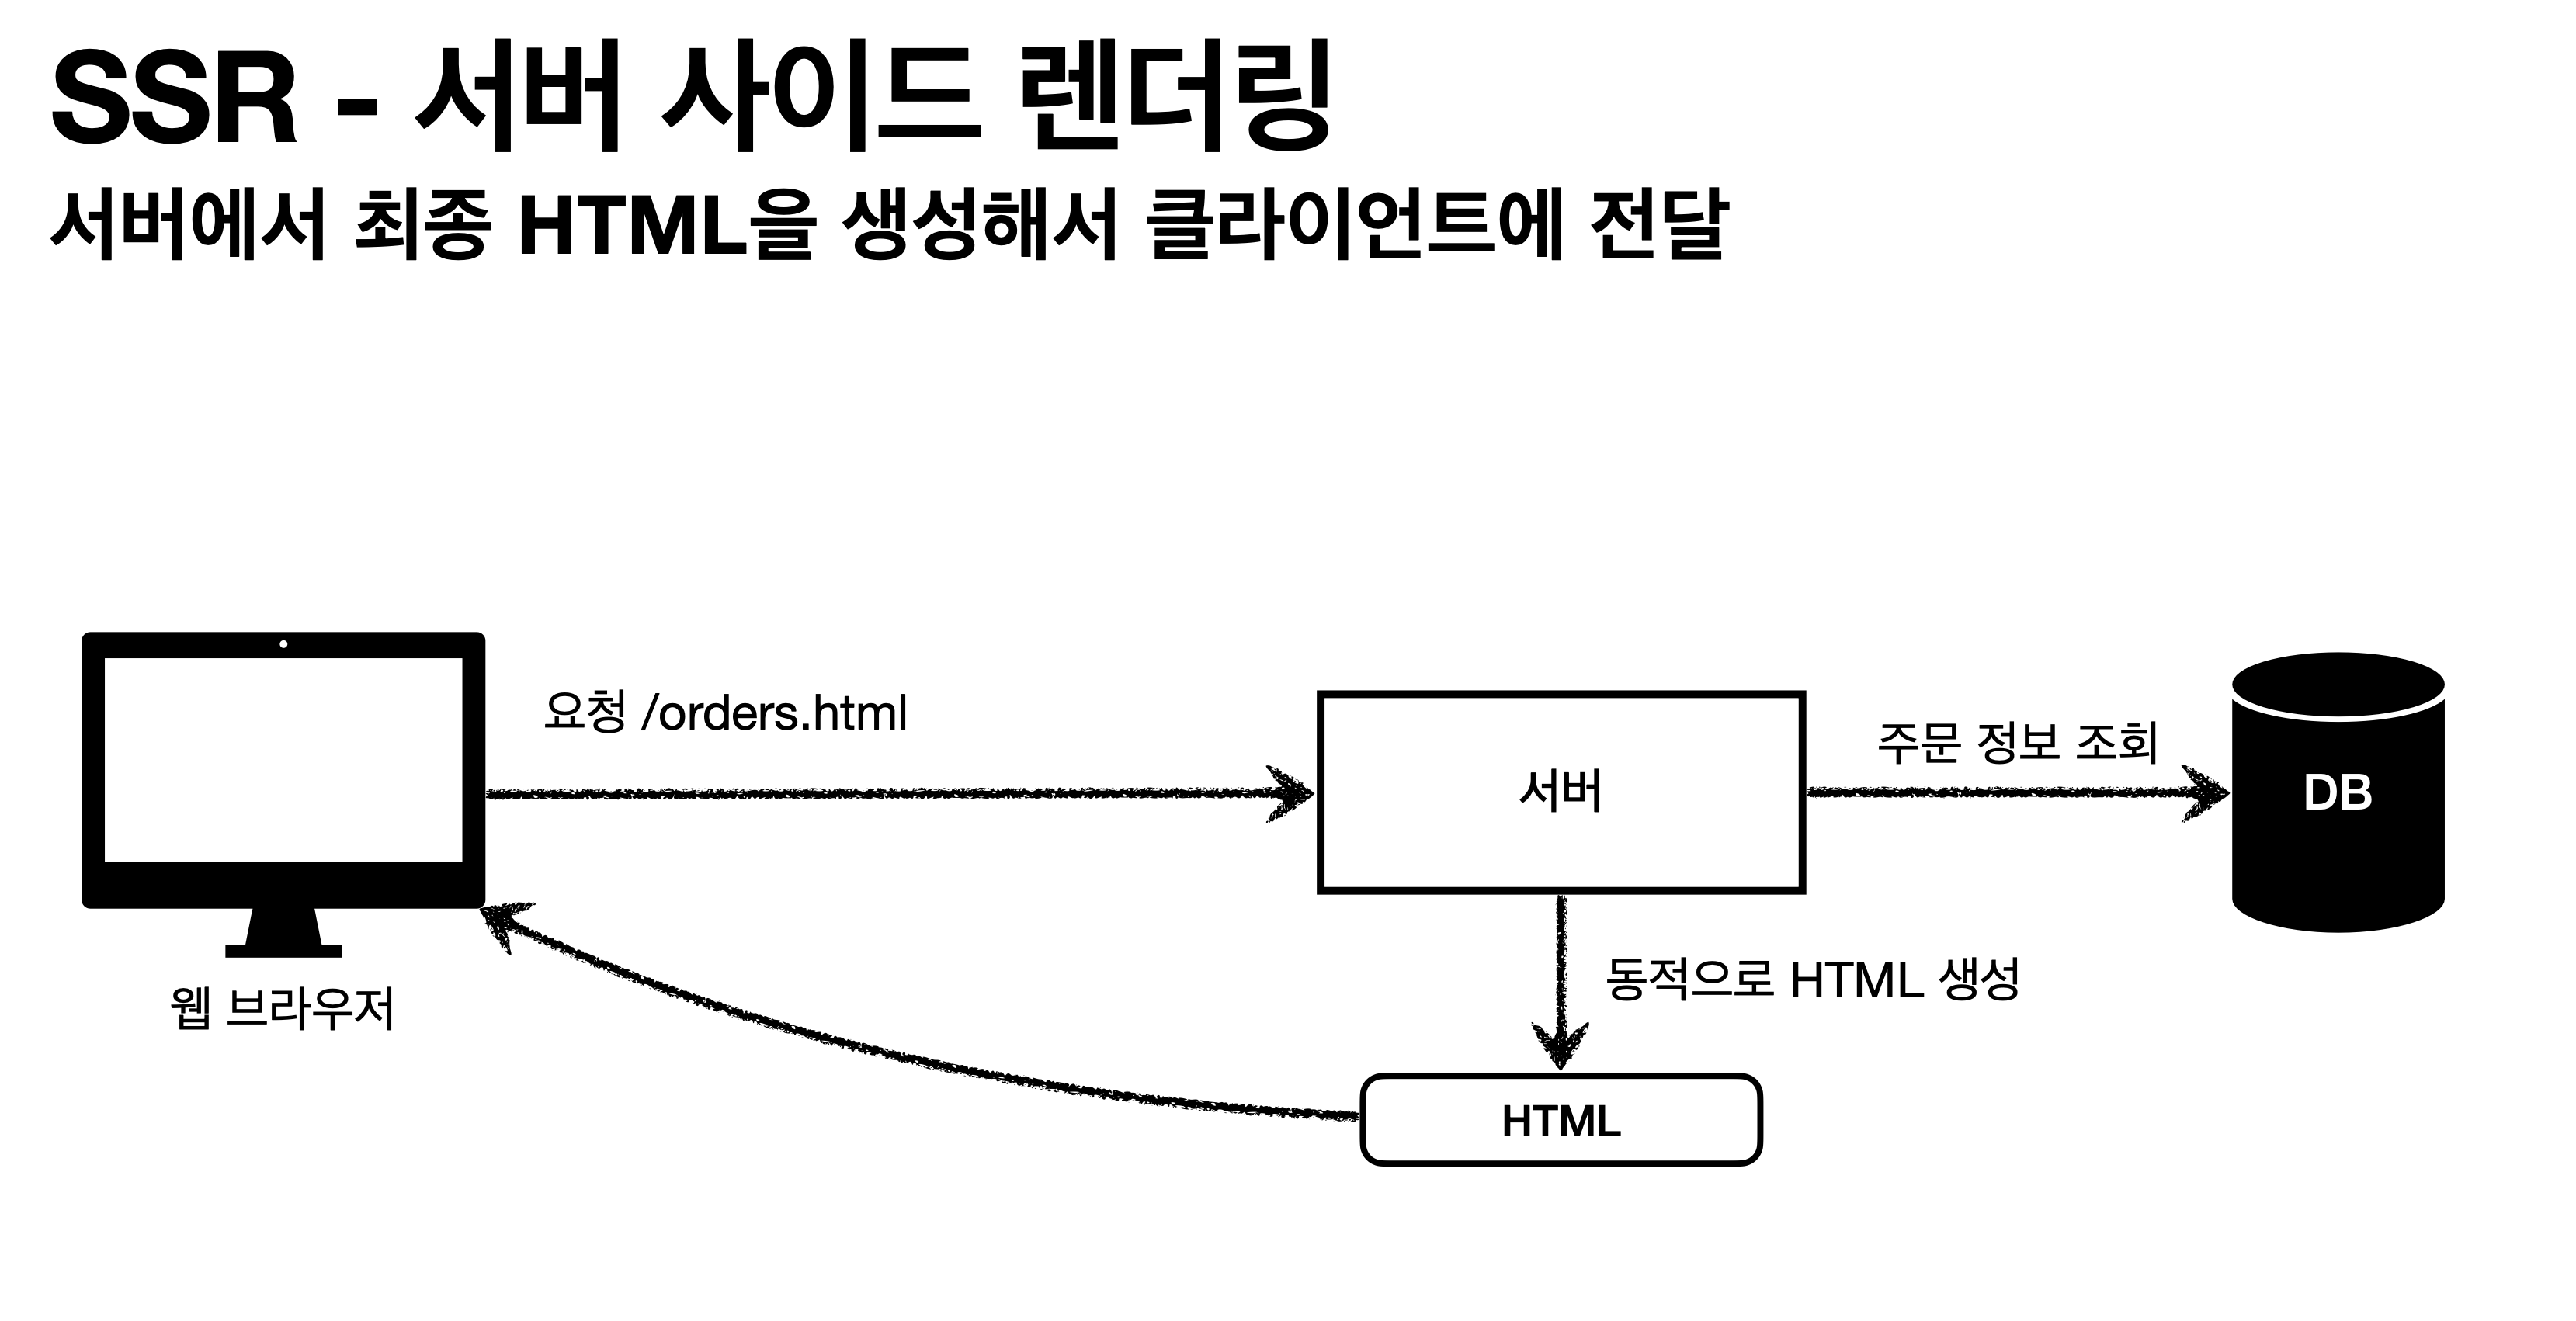 SSR - 서버 사이드 렌더링
서버에서 최종 HTML을 생성해서 클라이언트에 전달
요청 /orders.html
주문 정보 조회
서버
DB
동적으로 HTML 생성
웹 브라우저
HTML